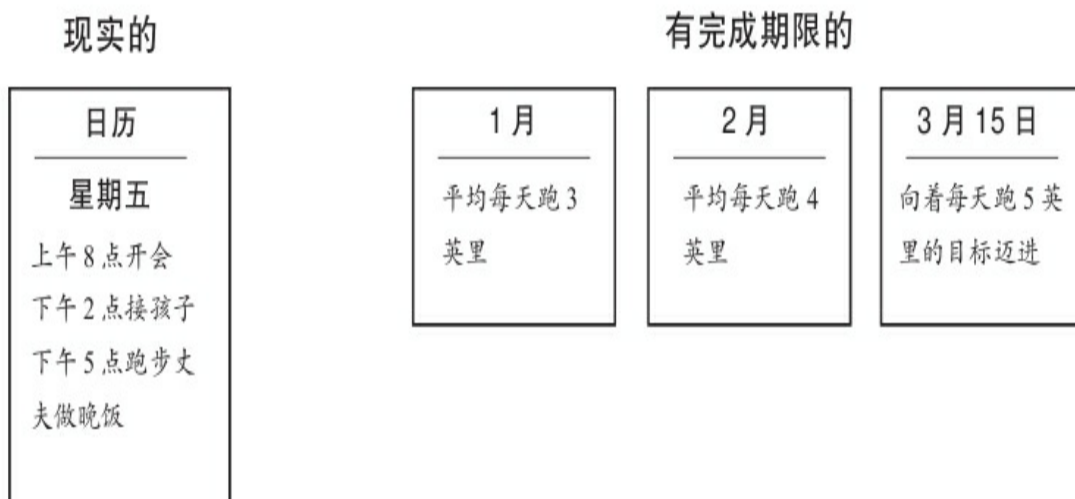 现实的
日历
星期五
上午 8 点开会
下午 2 点接孩子
下午 5 点跑步丈
夫做晚饭
有完成期限的
1 月
平均每天跑 3
英里
2 月
平均每天跑 4
英里
3 月 15 日
向着每天跑 5 英
里的目标迈进